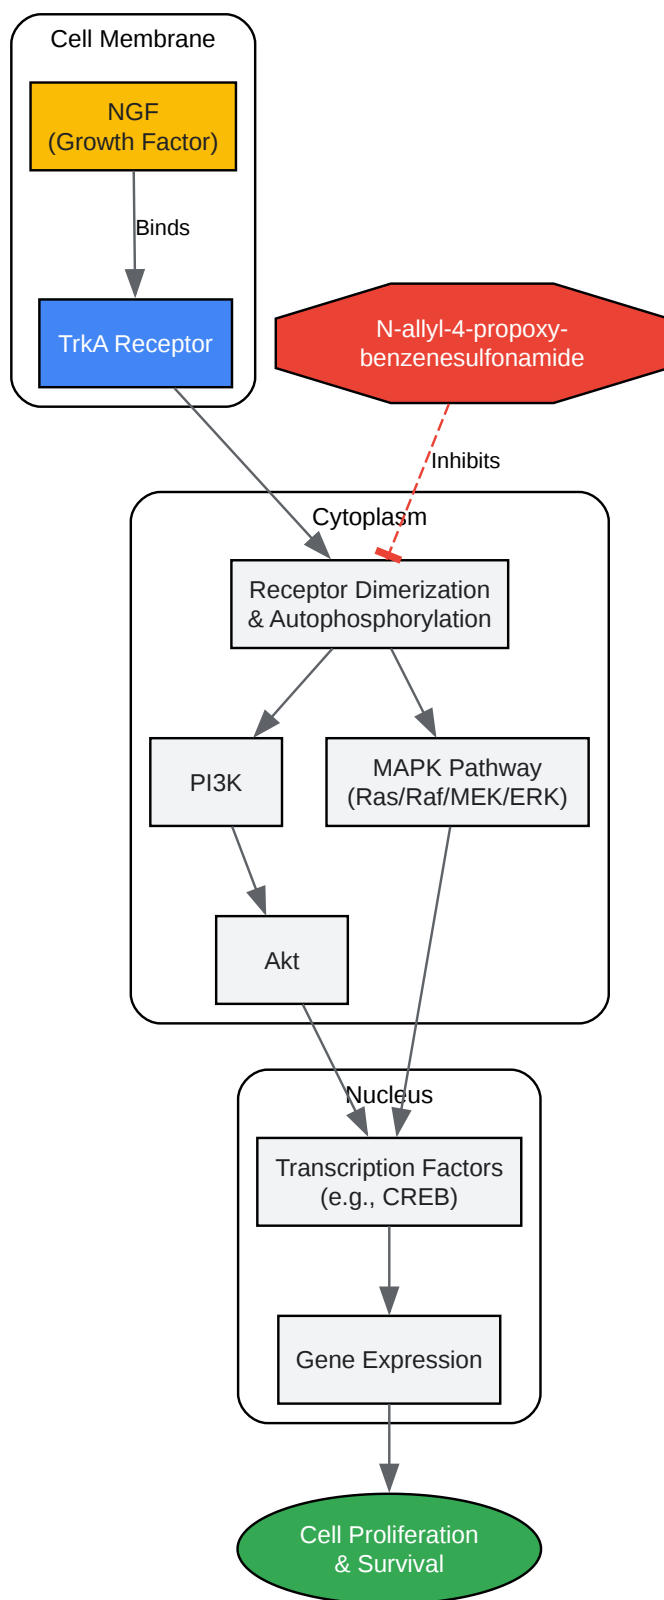 Cell Membrane
NGF
(Growth Factor)
Binds
TrkA Receptor
N-allyl-4-propoxy-
benzenesulfonamide
Inhibits
Cytoplasm
Receptor Dimerization
& Autophosphorylation
PI3K
MAPK Pathway
(Ras/Raf/MEK/ERK)
Akt
Nucleus
Transcription Factors
(e.g., CREB)
Gene Expression
Cell Proliferation
& Survival